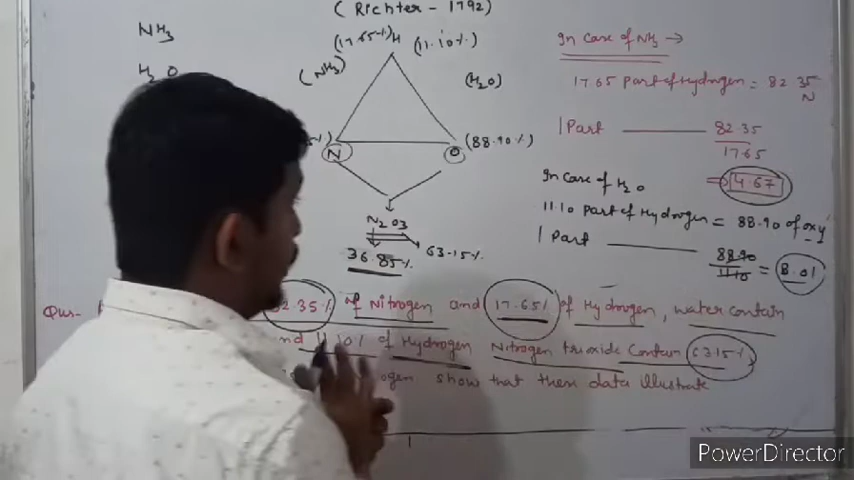 ( Richter - 1792)
NH3
H2O
(17.65%) H (11.10%)
(NH3)
(H2O)
N
O (88.90%)
N2O3
36.85%
63.15%
In Case of NH3 →
17.65 Part of Hydrogen = 82.35
N
1 Part 82.35
17.65
⇒ 4.67
In Case of H2O
11.10 Part of Hydrogen = 88.90 of oxy
1 Part 88.90
11.10 = 8.01
Qus- 82.35% of Nitrogen and 17.65% of Hydrogen, water contain
11.10% of Hydrogen Nitrogen trioxide Contain 63.15%
show that then data illustrate
PowerDirector